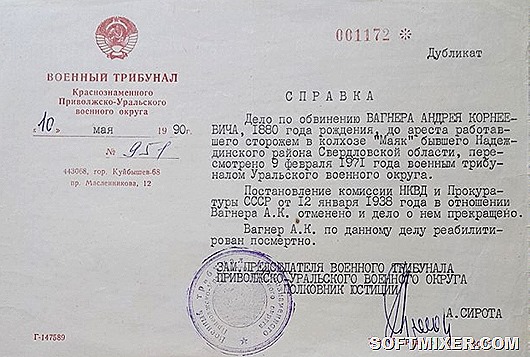 001172 *
Дубликат
ВОЕННЫЙ ТРИБУНАЛ
Краснознаменного
Приволжско-Уральского
военного округа
«10» мая 1990 г.
№ 951
443068, гор. Куйбышев-68
пр. Масленникова, 12
СПРАВКА
Дело по обвинению ВАГНЕРА АНДРЕЯ КОРНЕЕ-
ВИЧА, 1880 года рождения, до ареста работав-
шего сторожем в колхозе "Маяк" бывшего Надеж-
динского района Свердловской области, пере-
смотрено 9 февраля 1971 года военным трибу-
налом Уральского военного округа.
Постановление комиссии НКВД и Прокура-
туры СССР от 12 января 1938 года в отношении
Вагнера А.К. отменено и дело о нем прекращено.
Вагнер А.К. по данному делу реабилити-
рован посмертно.
ЗАМ.ПРЕДСЕДАТЕЛЯ ВОЕННОГО ТРИБУНАЛА
ПРИВОЛЖСКО-УРАЛЬСКОГО ВОЕННОГО ОКРУГА
ПОЛКОВНИК ЮСТИЦИИ
А.СИРОТА
Г-147589
SOFTMIXER.COM